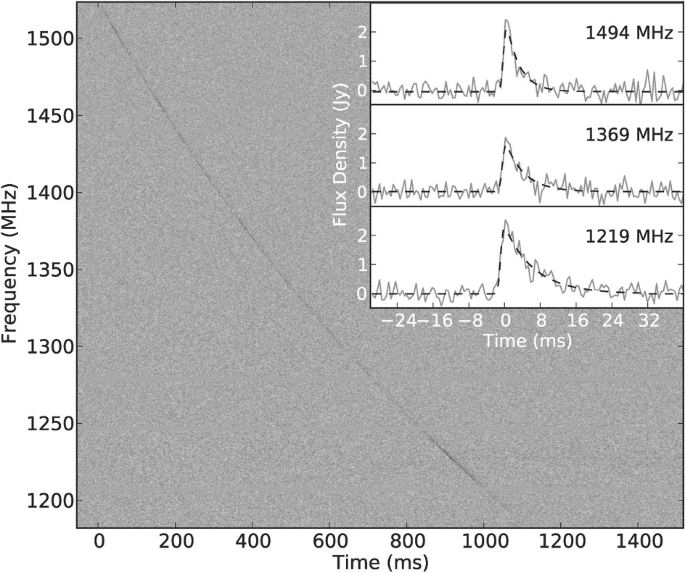 1500
1450
1400
1350
1300
1250
1200
Frequency (MHz)
0 200 400 600 800 1000 1200 1400
Time (ms)
2
1
0
1494 MHz
2
1
0
1369 MHz
2
1
0
1219 MHz
Flux Density (Jy)
−24 −16 −8 0 8 16 24 32
Time (ms)